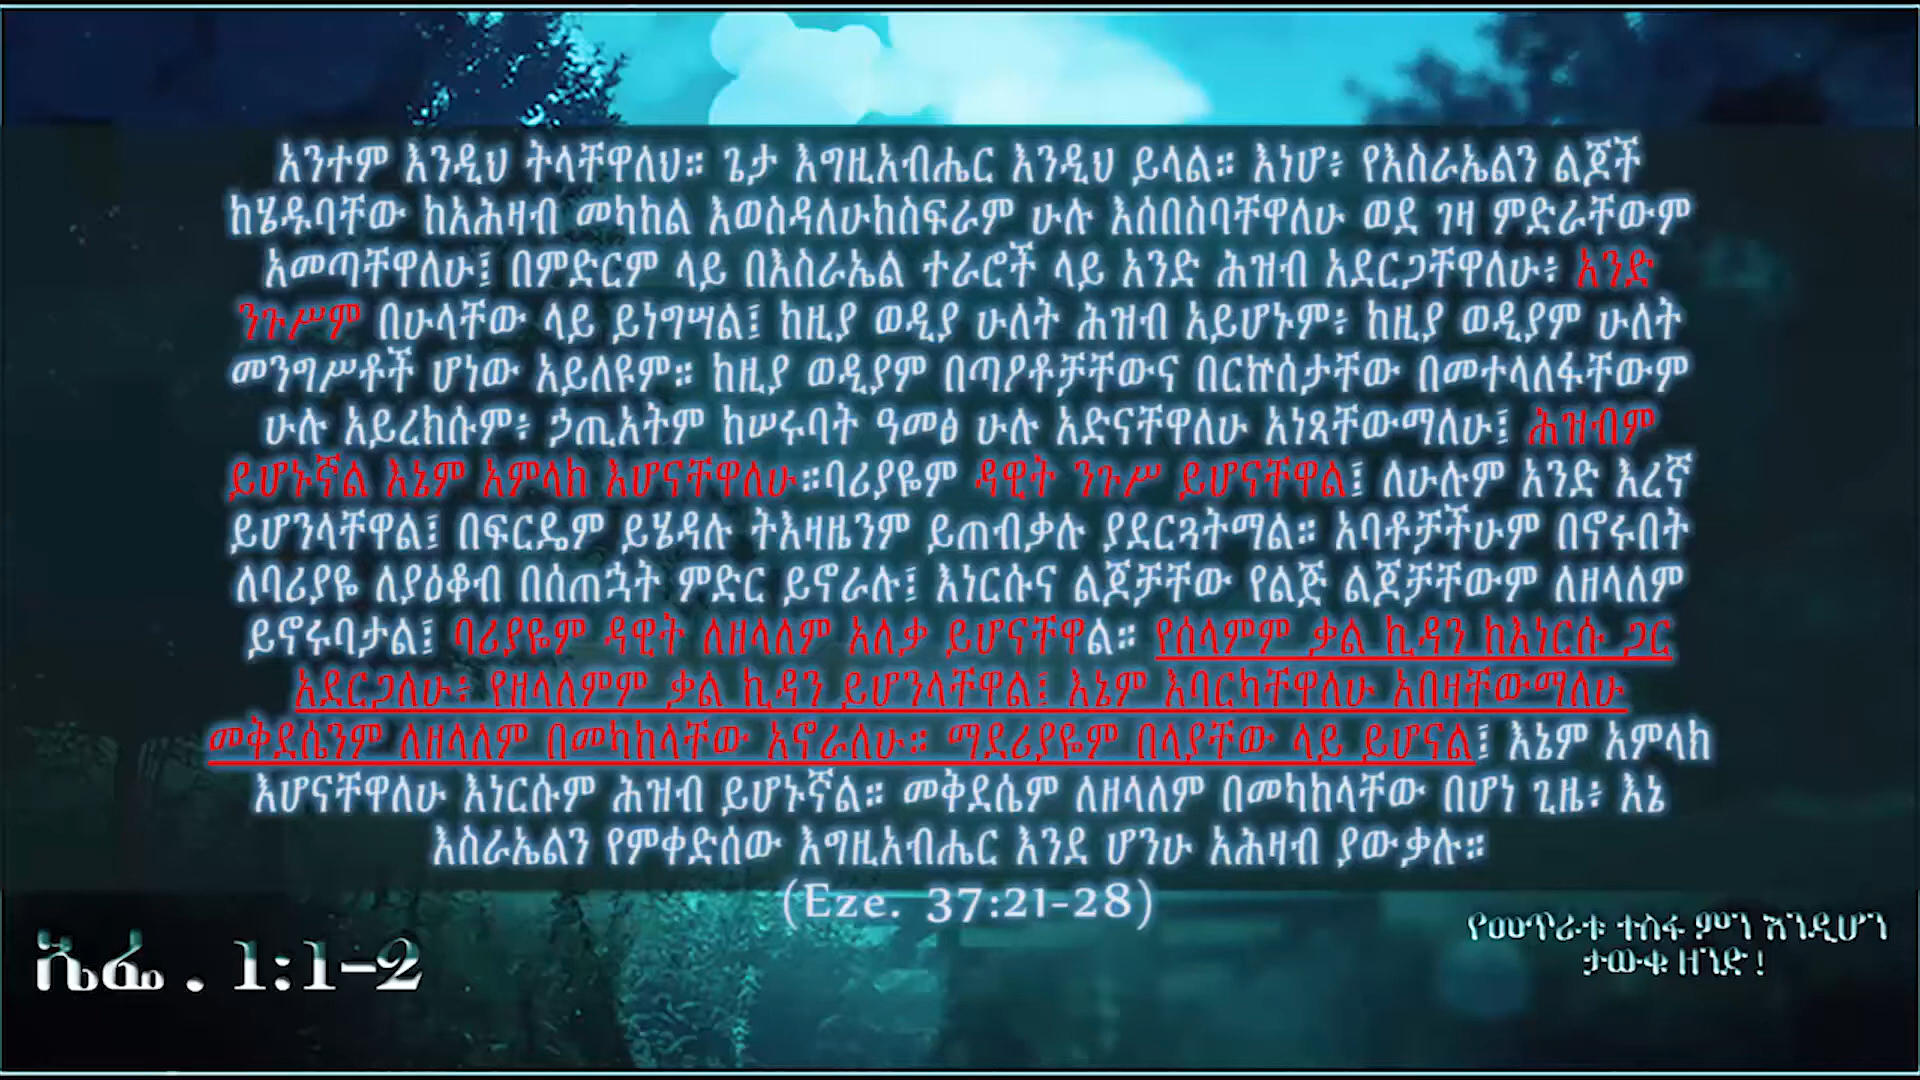 አንተም እንዲህ ትላቸዋለህ። ጌታ እግዚአብሔር እንዲህ ይላል። እነሆ፥ የእስራኤልን ልጆች
ከሄዱባቸው ከአሕዛብ መካከል እወስዳለሁከስፍራም ሁሉ እሰበስባቸዋለሁ ወደ ገዛ ምድራቸውም
አመጣቸዋለሁ፤ በምድርም ላይ በእስራኤል ተራሮች ላይ አንድ ሕዝብ አደርጋቸዋለሁ፥ አንድ
ንጉሥም በሁላቸው ላይ ይነግሣል፤ ከዚያ ወዲያ ሁለት ሕዝብ አይሆኑም፥ ከዚያ ወዲያም ሁለት
መንግሥቶች ሆነው አይለዩም። ከዚያ ወዲያም በጣዖቶቻቸውና በርኵሰታቸው በመተላለፋቸውም
ሁሉ አይረክሱም፥ ኃጢአትም ከሠሩባት ዓመፅ ሁሉ አድናቸዋለሁ አነጻቸውማለሁ፤ ሕዝብም
ይሆኑኛል እኔም አምላክ እሆናቸዋለሁ።ባሪያዬም ዳዊት ንጉሥ ይሆናቸዋል፤ ለሁሉም አንድ እረኛ
ይሆንላቸዋል፤ በፍርዴም ይሄዳሉ ትእዛዜንም ይጠብቃሉ ያደርጓትማል። አባቶቻችሁም በኖሩበት
ለባሪያዬ ለያዕቆብ በሰጠኋት ምድር ይኖራሉ፤ እነርሱና ልጆቻቸው የልጅ ልጆቻቸውም ለዘላለም
ይኖሩባታል፤ ባሪያዬም ዳዊት ለዘላለም አለቃ ይሆናቸዋል። የሰላምም ቃል ኪዳን ከእነርሱ ጋር
አደርጋለሁ፥ የዘላለምም ቃል ኪዳን ይሆንላቸዋል፤ እኔም እባርካቸዋለሁ አበዛቸውማለሁ
መቅደሴንም ለዘላለም በመካከላቸው አኖራለሁ። ማደሪያዬም በላያቸው ላይ ይሆናል፤ እኔም አምላክ
እሆናቸዋለሁ እነርሱም ሕዝብ ይሆኑኛል። መቅደሴም ለዘላለም በመካከላቸው በሆነ ጊዜ፥ እኔ
እስራኤልን የምቀድሰው እግዚአብሔር እንደ ሆንሁ አሕዛብ ያውቃሉ።
(Eze. 37:21-28)
ኤፌ. 1:1-2
የመጥራቱ ተስፋ ምን እንዲሆን
ታውቁ ዘንድ!